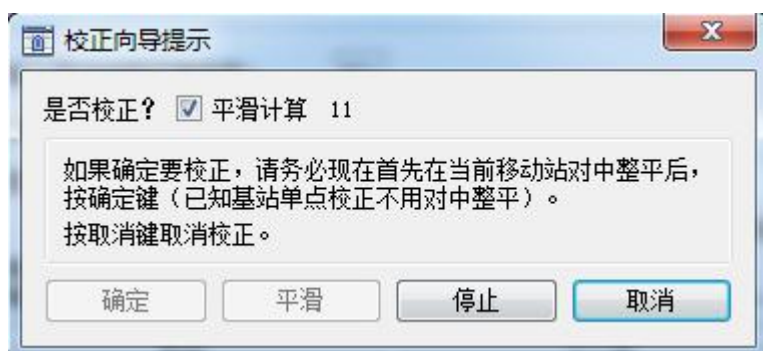 校正向导提示
是否校正? 平滑计算 11
如果确定要校正，请务必现在首先在当前移动站对中整平后，
按确定键（已知基站单点校正不用对中整平）。
按取消键取消校正。
确定 平滑 停止 取消